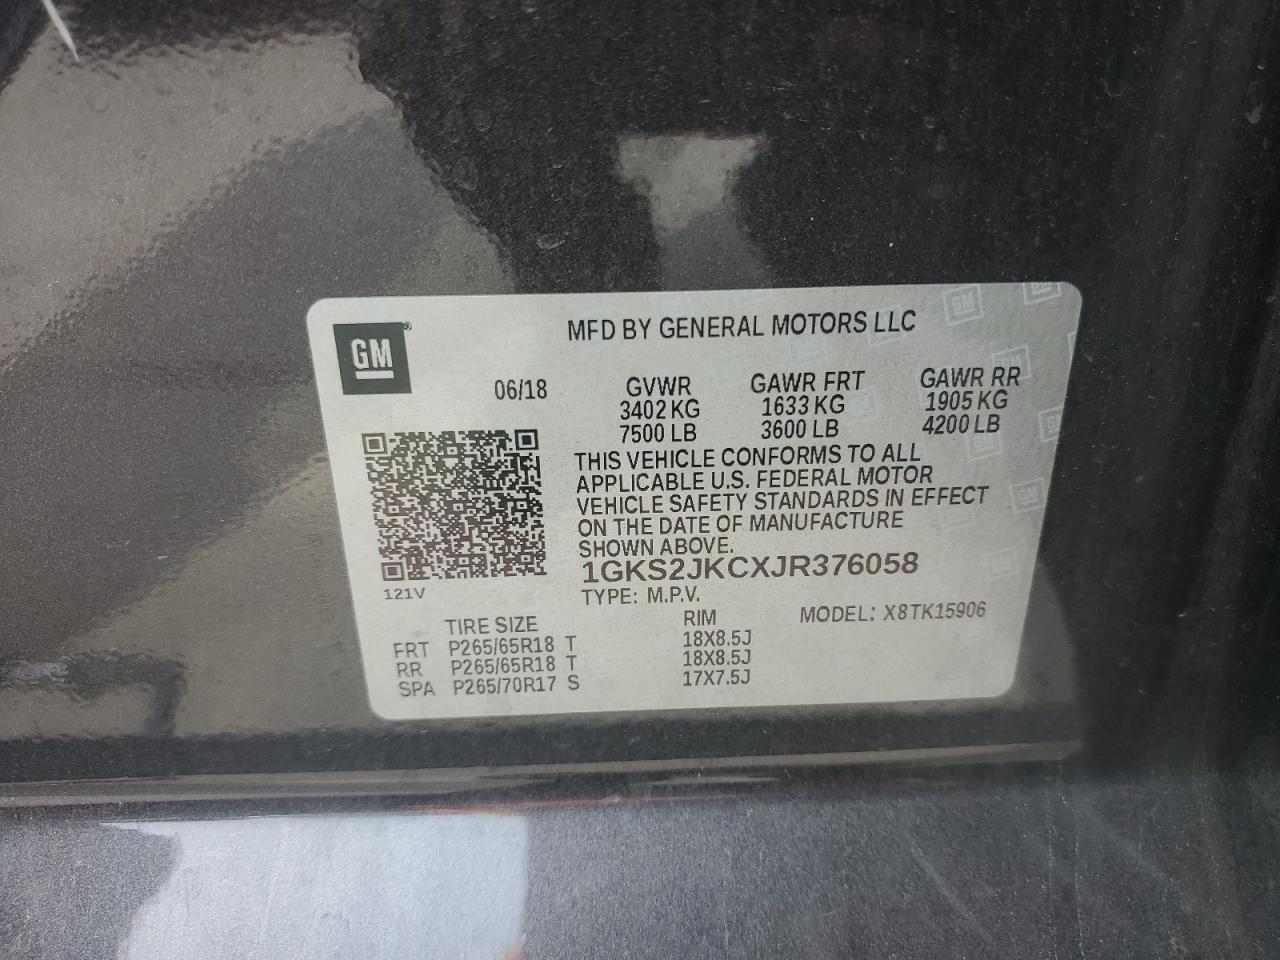 GM
MFD BY GENERAL MOTORS LLC
06/18 GVWR GAWR FRT GAWR RR
3402 KG 1633 KG 1905 KG
7500 LB 3600 LB 4200 LB
THIS VEHICLE CONFORMS TO ALL
APPLICABLE U.S. FEDERAL MOTOR
VEHICLE SAFETY STANDARDS IN EFFECT
ON THE DATE OF MANUFACTURE
SHOWN ABOVE.
1GKS2JKCXJR376058
121V
TYPE: M.P.V.
MODEL: X8TK15906
TIRE SIZE RIM
FRT P265/65R18 T 18X8.5J
RR P265/65R18 T 18X8.5J
SPA P265/70R17 S 17X7.5J